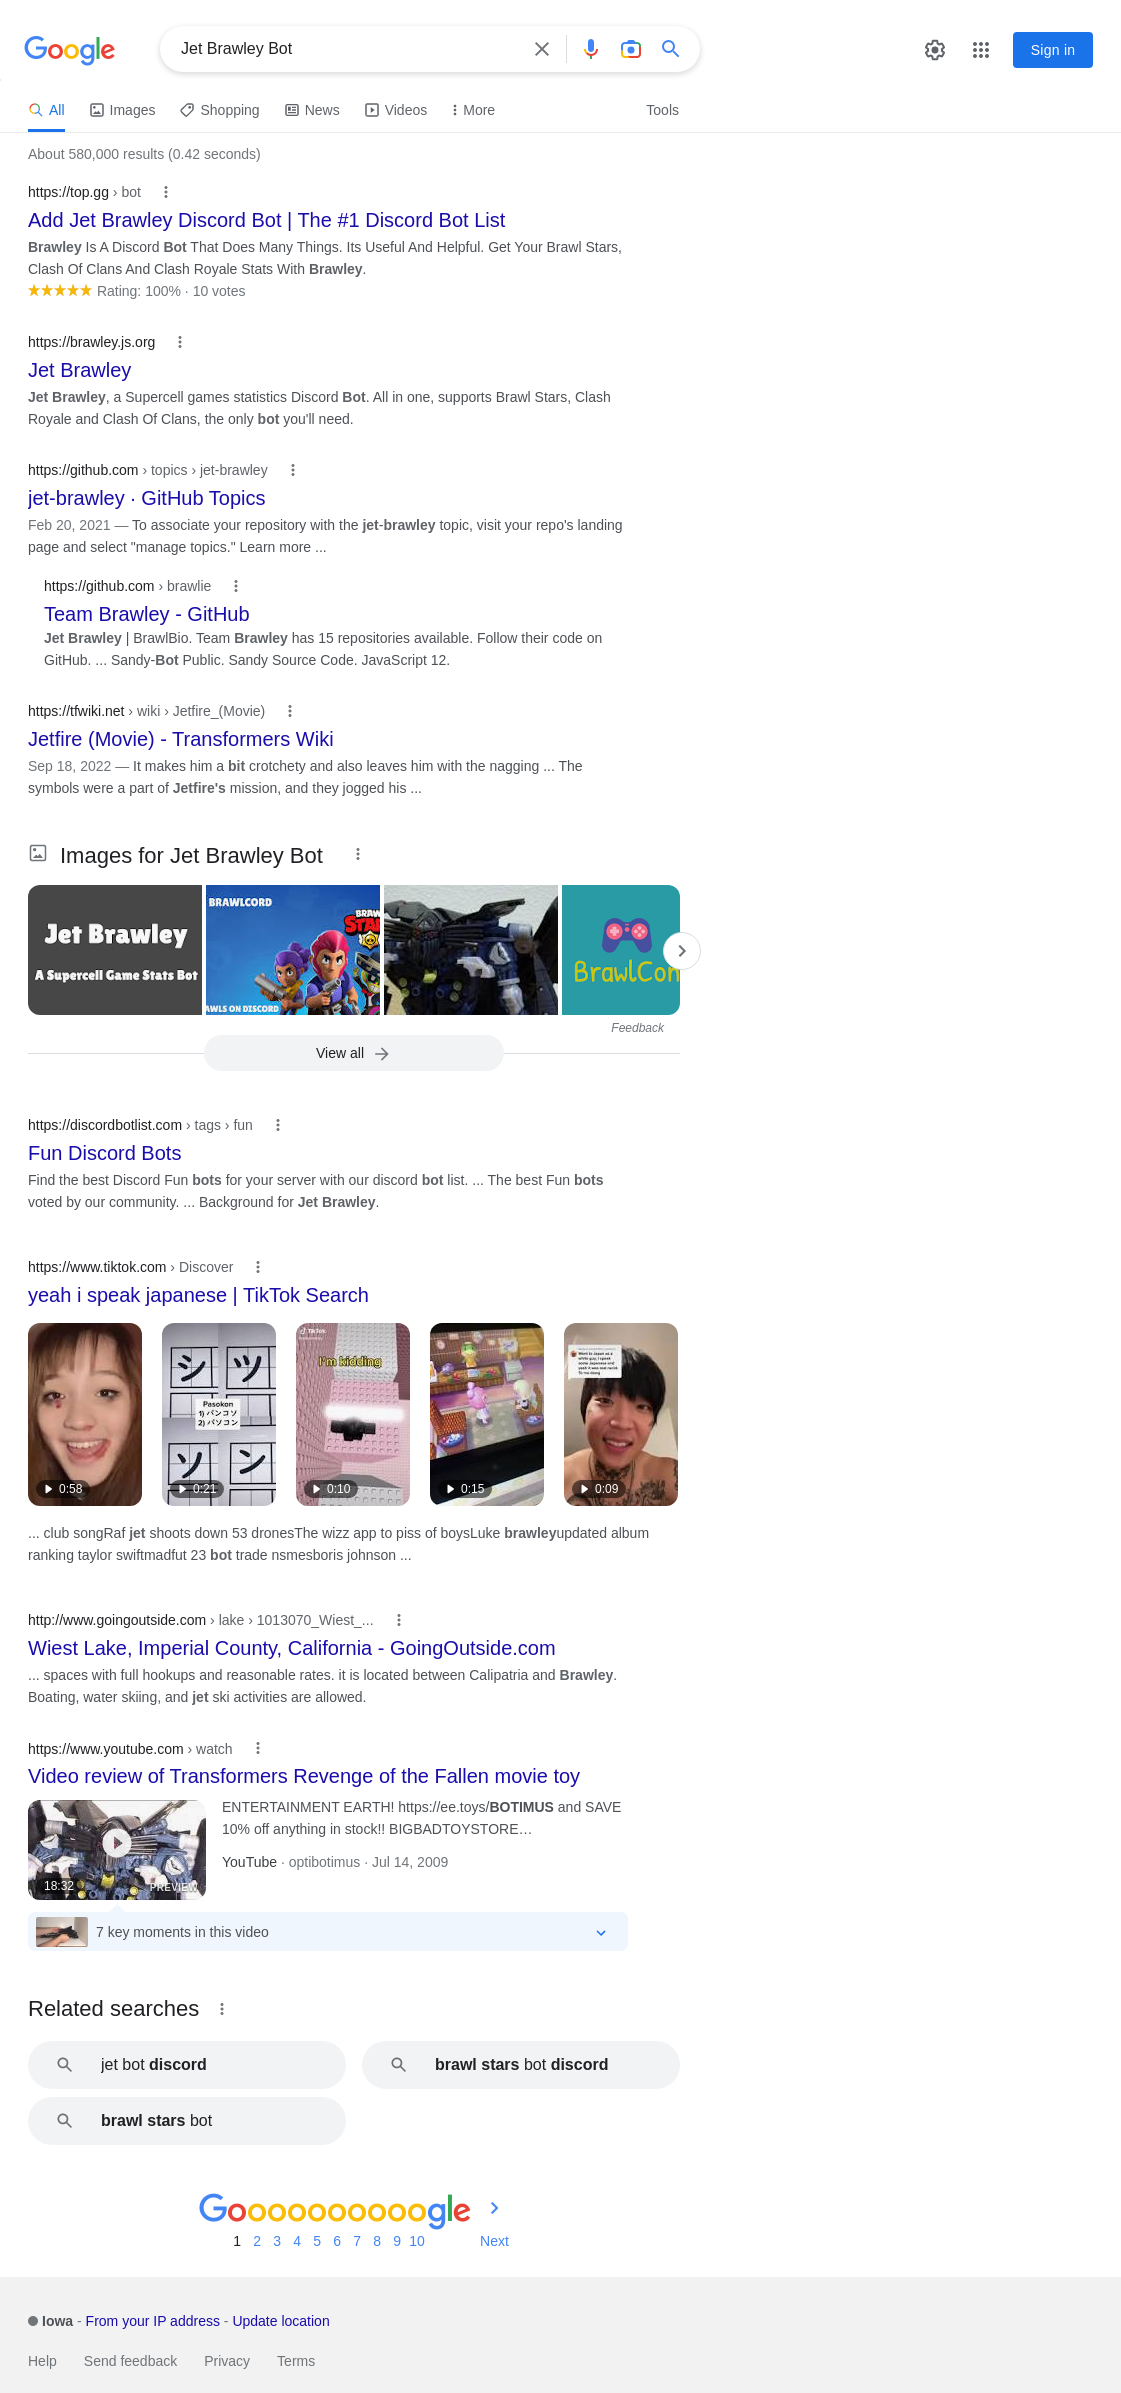 Google
Jet Brawley Bot
Sign in
All
Images
Shopping
News
Videos
More
Tools
About 580,000 results (0.42 seconds)
https://top.gg › bot
Add Jet Brawley Discord Bot | The #1 Discord Bot List
Brawley Is A Discord Bot That Does Many Things. Its Useful And Helpful. Get Your Brawl Stars,
Clash Of Clans And Clash Royale Stats With Brawley.
Rating: 100% · 10 votes
https://brawley.js.org
Jet Brawley
Jet Brawley, a Supercell games statistics Discord Bot. All in one, supports Brawl Stars, Clash
Royale and Clash Of Clans, the only bot you'll need.
https://github.com › topics › jet-brawley
jet-brawley · GitHub Topics
Feb 20, 2021 — To associate your repository with the jet-brawley topic, visit your repo's landing
page and select "manage topics." Learn more ...
https://github.com › brawlie
Team Brawley - GitHub
Jet Brawley | BrawlBio. Team Brawley has 15 repositories available. Follow their code on
GitHub. ... Sandy-Bot Public. Sandy Source Code. JavaScript 12.
https://tfwiki.net › wiki › Jetfire_(Movie)
Jetfire (Movie) - Transformers Wiki
Sep 18, 2022 — It makes him a bit crotchety and also leaves him with the nagging ... The
symbols were a part of Jetfire's mission, and they jogged his ...
Images for Jet Brawley Bot
Jet Brawley
A Supercell Game Stats Bot
BRAWLCORD
BRAW
STA
AWLS ON DISCORD
BrawlCon
Feedback
View all
https://discordbotlist.com › tags › fun
Fun Discord Bots
Find the best Discord Fun bots for your server with our discord bot list. ... The best Fun bots
voted by our community. ... Background for Jet Brawley.
https://www.tiktok.com › Discover
yeah i speak japanese | TikTok Search
0:58
シ ツ
Pasokon
1) パンコソ
2) パソコン
ソ ン
0:21
TikTok
I'm kidding
0:10
0:15
0:09
... club songRaf jet shoots down 53 dronesThe wizz app to piss of boysLuke brawleyupdated album
ranking taylor swiftmadfut 23 bot trade nsmesboris johnson ...
http://www.goingoutside.com › lake › 1013070_Wiest_...
Wiest Lake, Imperial County, California - GoingOutside.com
... spaces with full hookups and reasonable rates. it is located between Calipatria and Brawley.
Boating, water skiing, and jet ski activities are allowed.
https://www.youtube.com › watch
Video review of Transformers Revenge of the Fallen movie toy
ENTERTAINMENT EARTH! https://ee.toys/BOTIMUS and SAVE
10% off anything in stock!! BIGBADTOYSTORE…
YouTube · optibotimus · Jul 14, 2009
18:32
PREVIEW
7 key moments in this video
Related searches
jet bot discord
brawl stars bot discord
brawl stars bot
Goooooooooogle
1 2 3 4 5 6 7 8 9 10 Next
Iowa - From your IP address - Update location
Help
Send feedback
Privacy
Terms